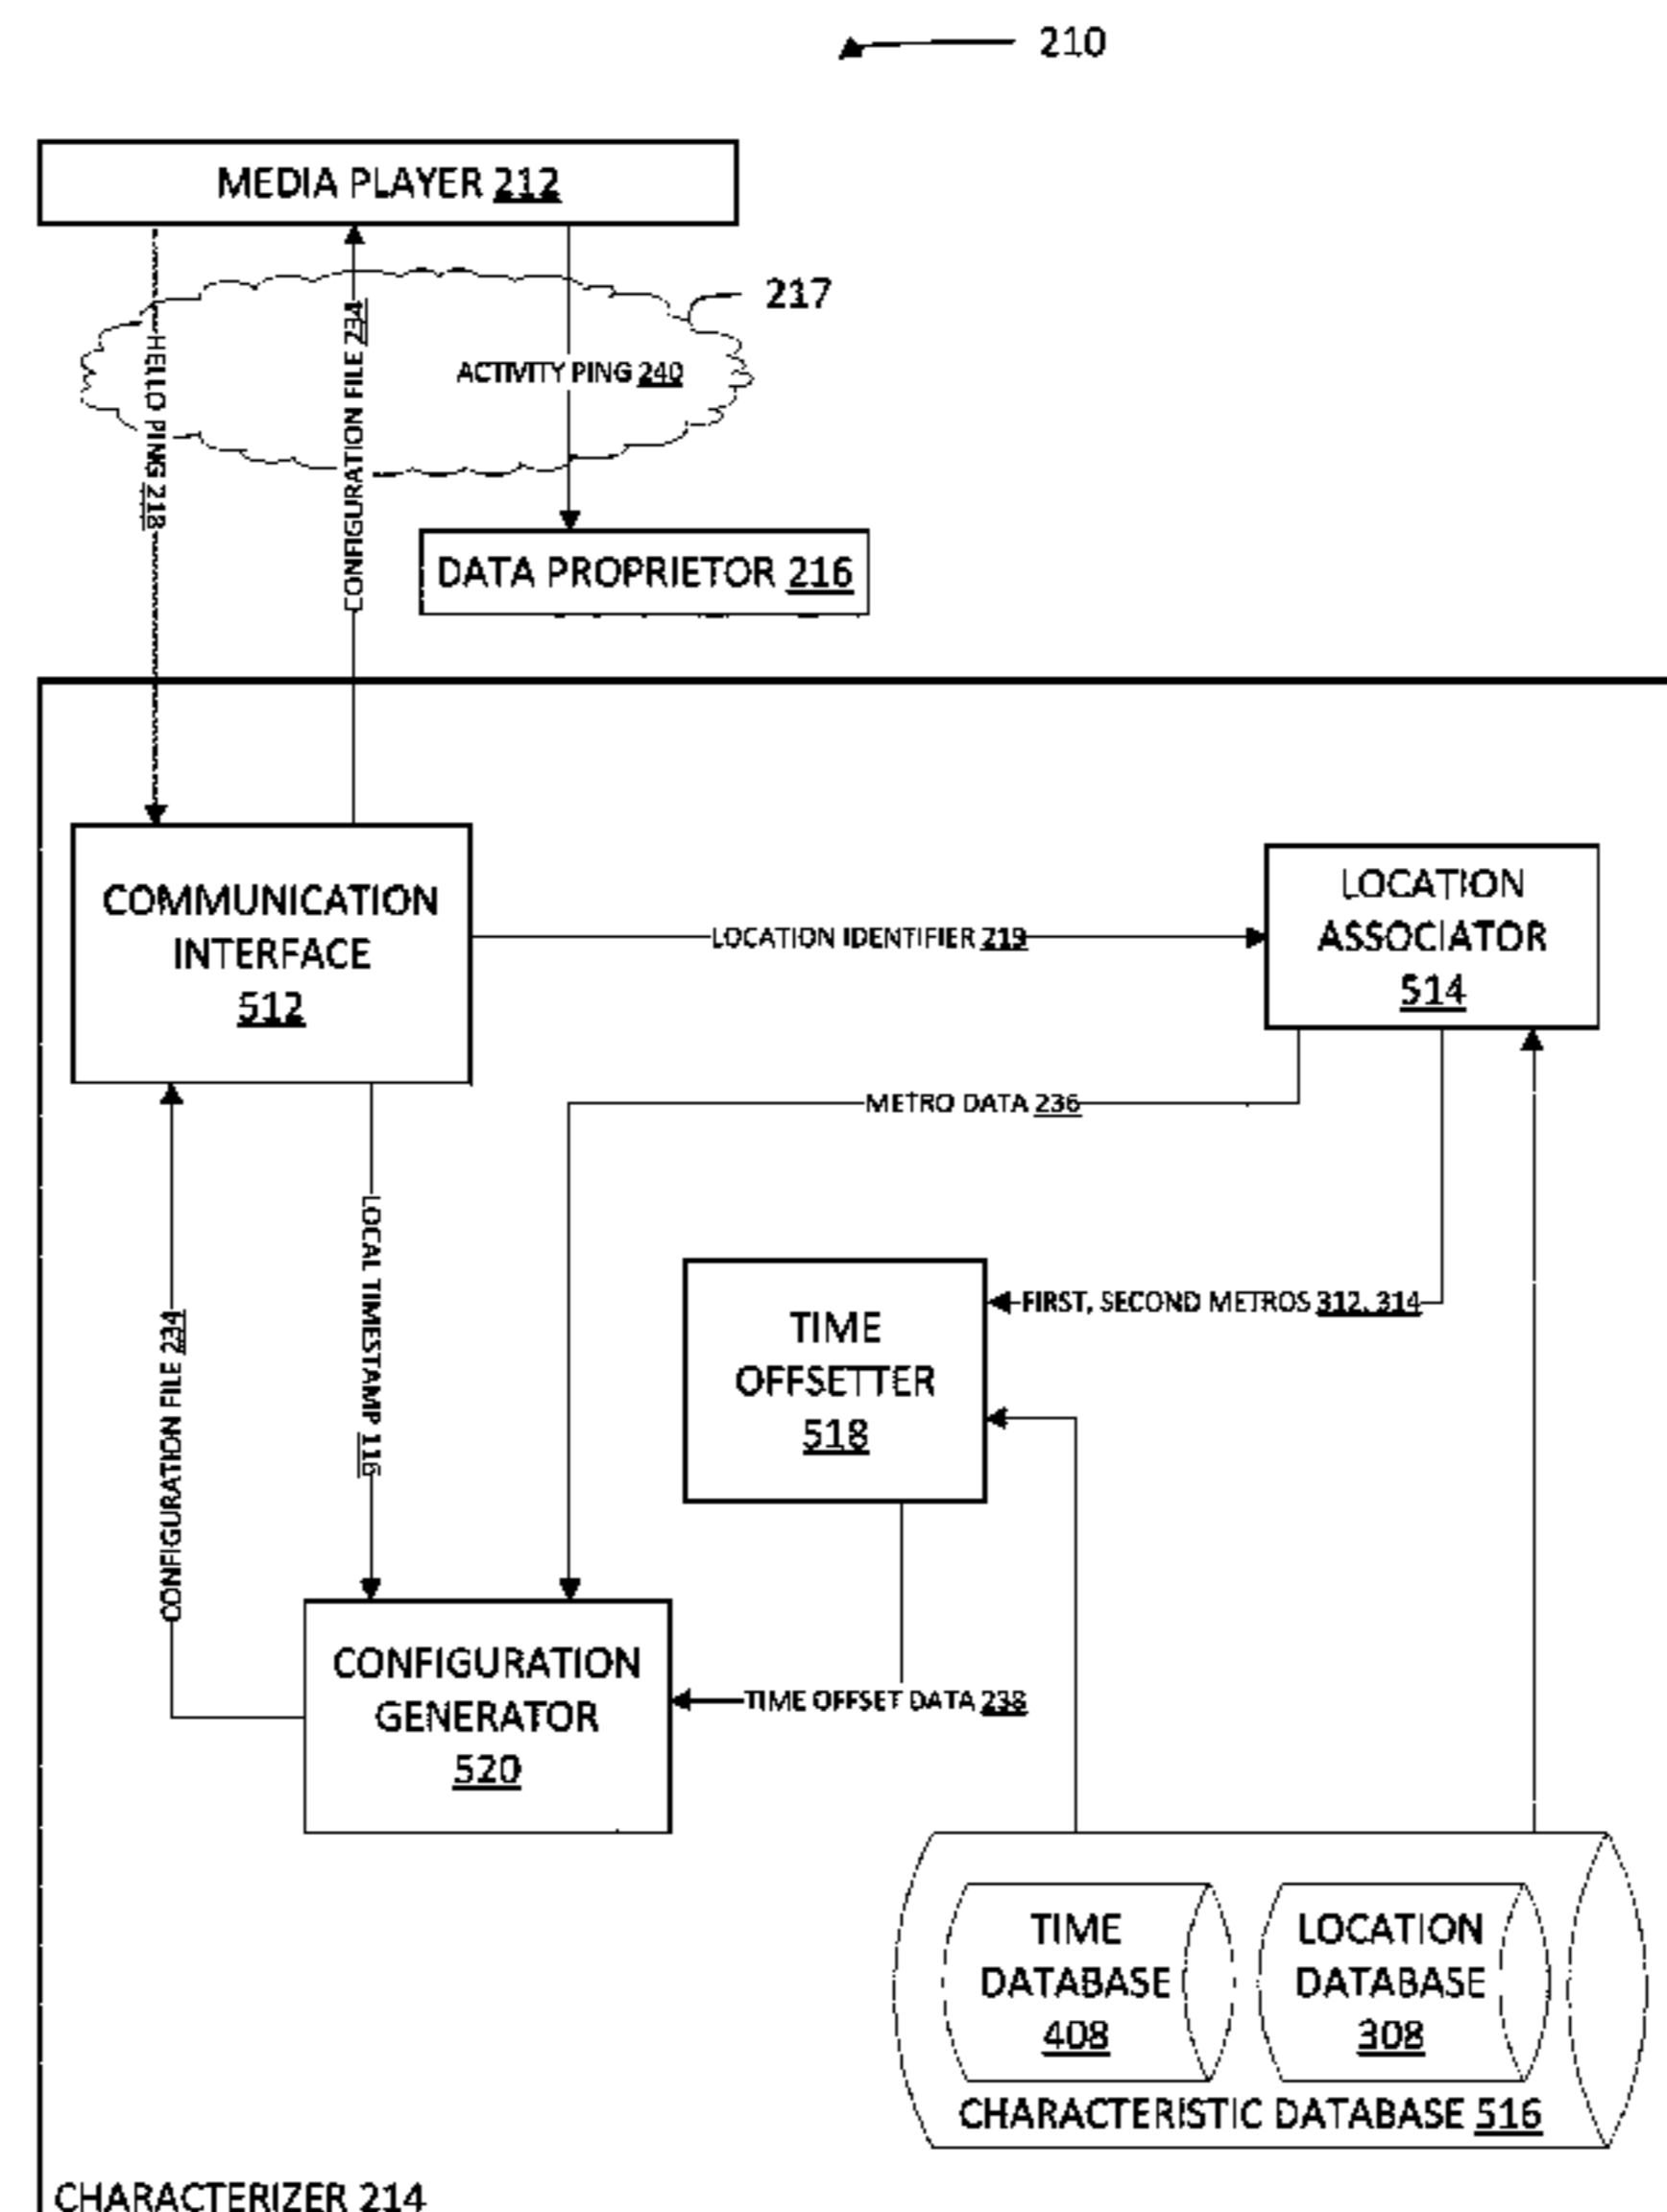 210
MEDIA PLAYER 212
217
HELLO PING 218
CONFIGURATION FILE 234
ACTIVITY PING 240
DATA PROPRIETOR 216
COMMUNICATION
INTERFACE
512
LOCATION IDENTIFIER 219
LOCATION
ASSOCIATOR
514
METRO DATA 236
LOCAL TIMESTAMP 116
CONFIGURATION FILE 234
FIRST, SECOND METROS 312, 314
TIME
OFFSETTER
518
CONFIGURATION
GENERATOR
520
TIME OFFSET DATA 238
TIME
DATABASE
408
LOCATION
DATABASE
308
CHARACTERISTIC DATABASE 516
CHARACTERIZER 214